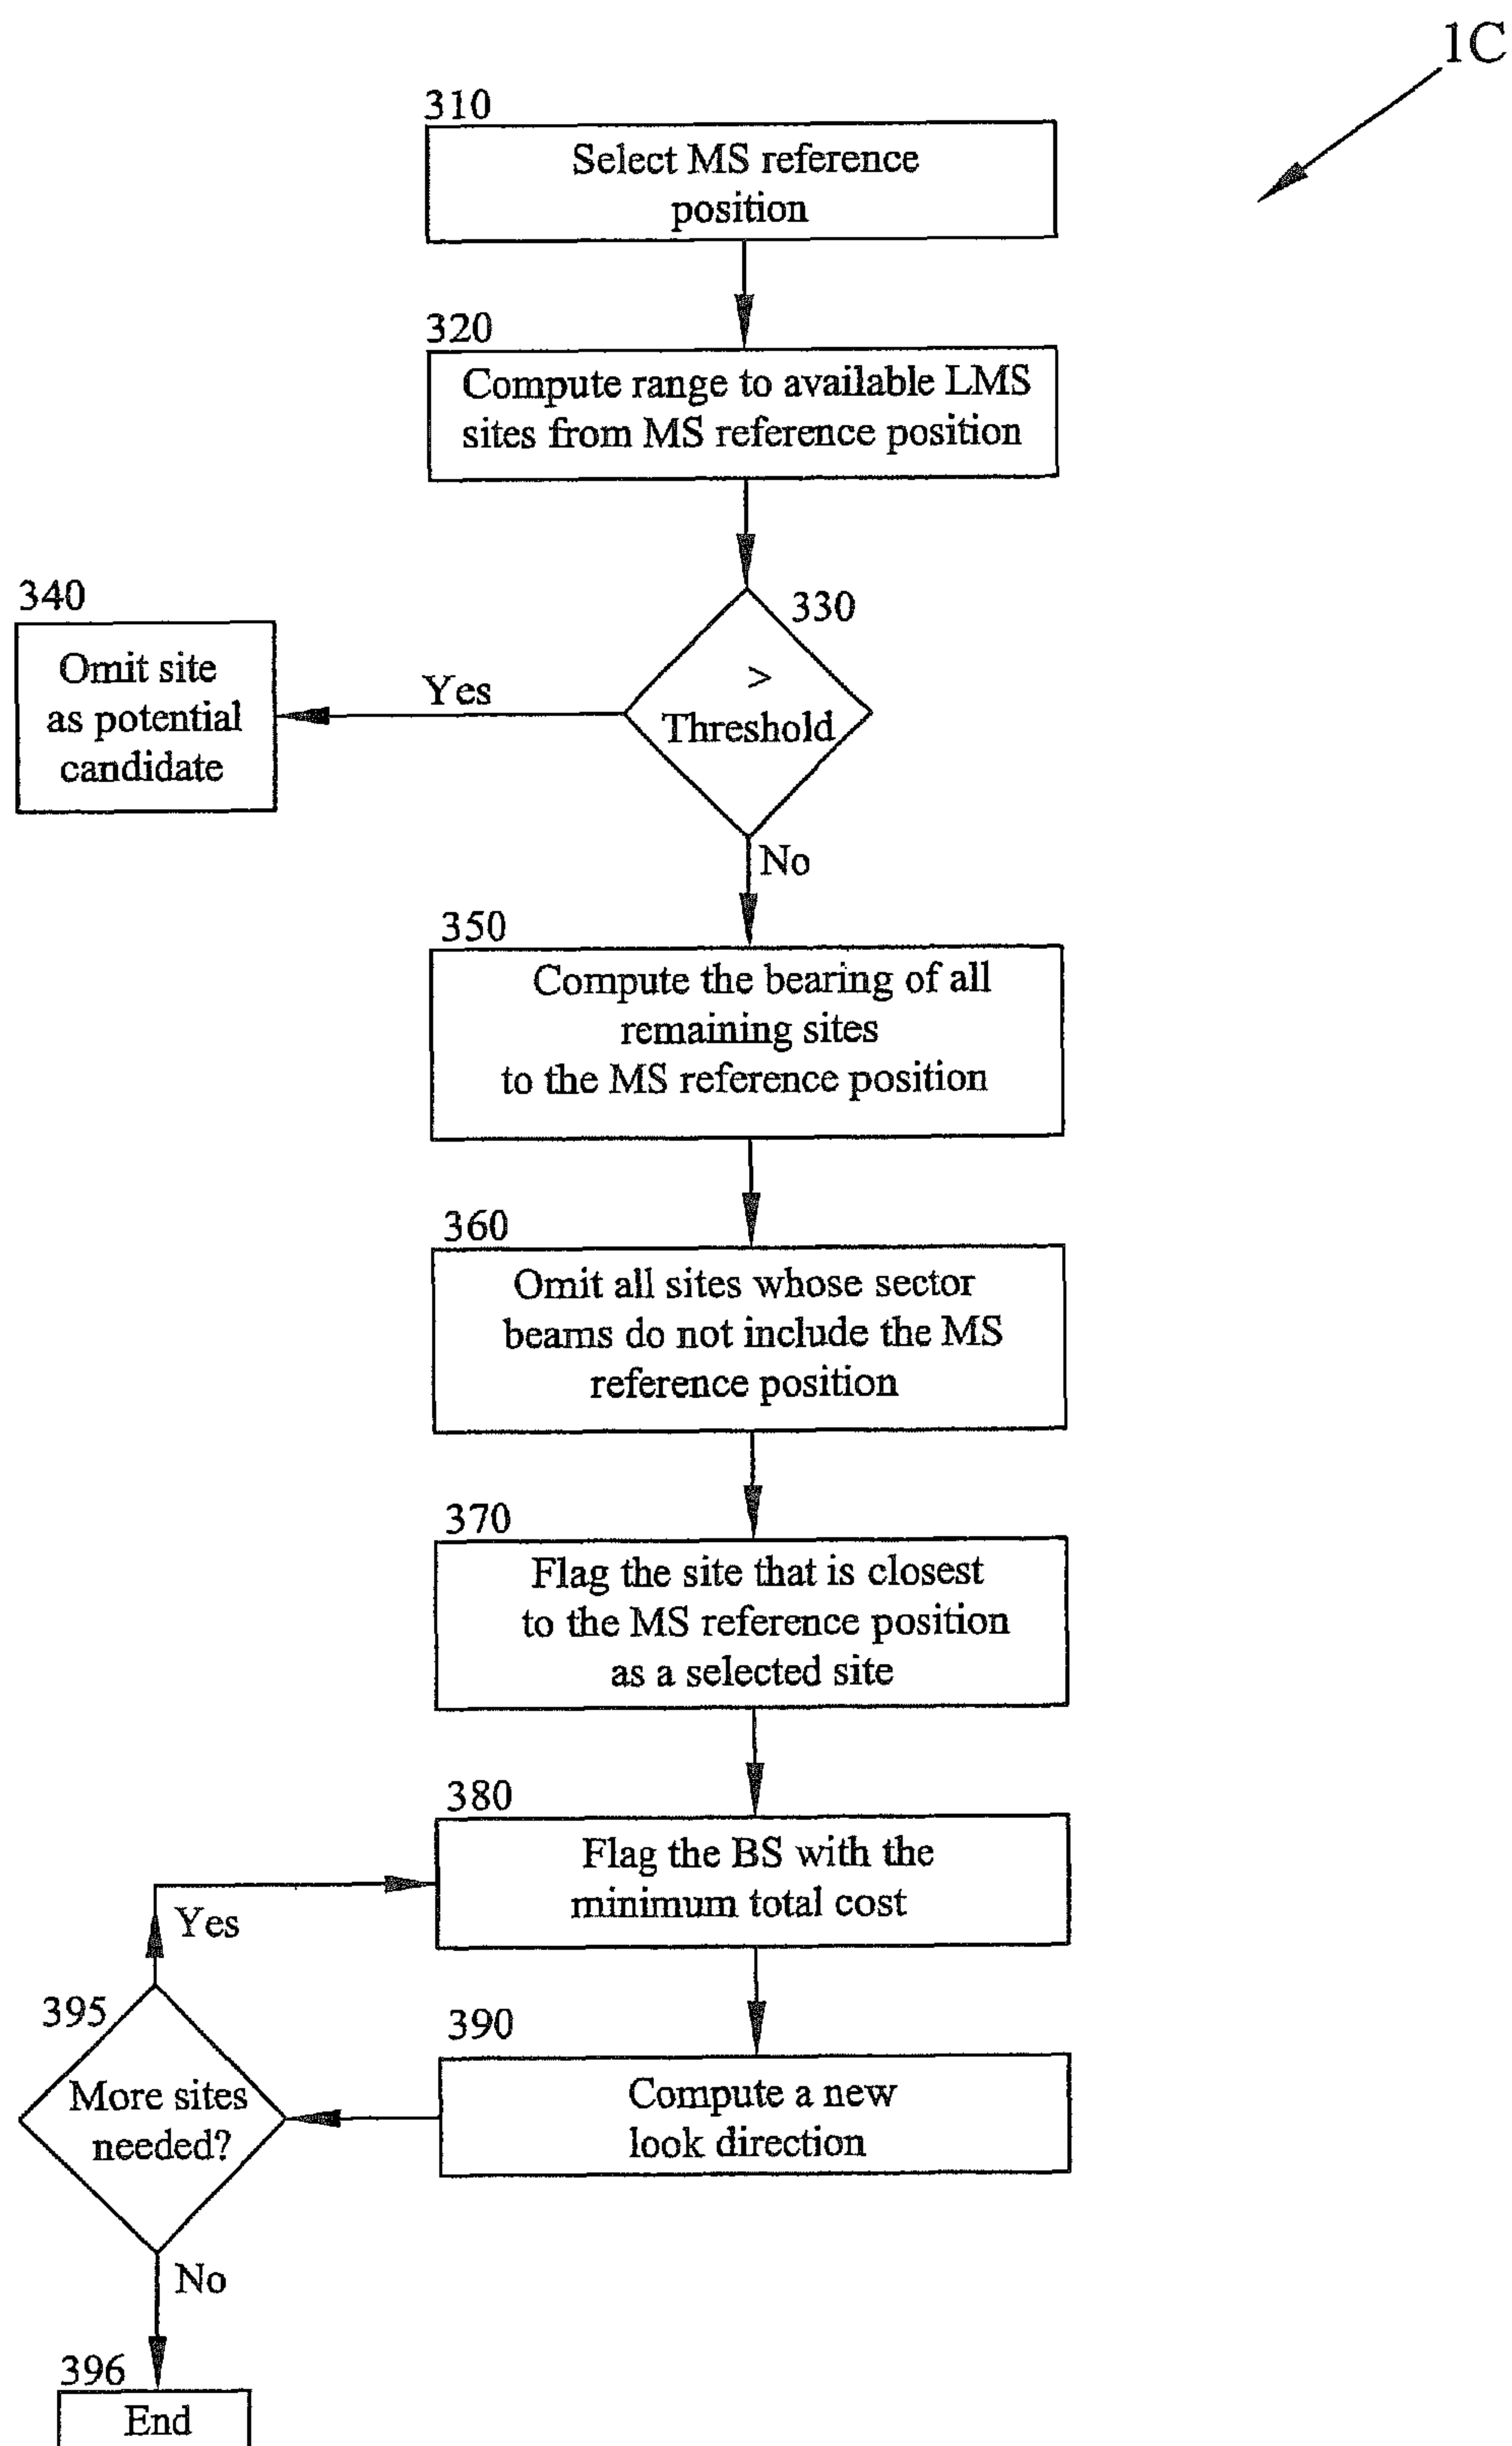 1C
310
Select MS reference
position
320
Compute range to available LMS
sites from MS reference position
330
>
Threshold
Yes
340
Omit site
as potential
candidate
No
350
Compute the bearing of all
remaining sites
to the MS reference position
360
Omit all sites whose sector
beams do not include the MS
reference position
370
Flag the site that is closest
to the MS reference position
as a selected site
380
Flag the BS with the
minimum total cost
390
Compute a new
look direction
395
More sites
needed?
Yes
No
396
End